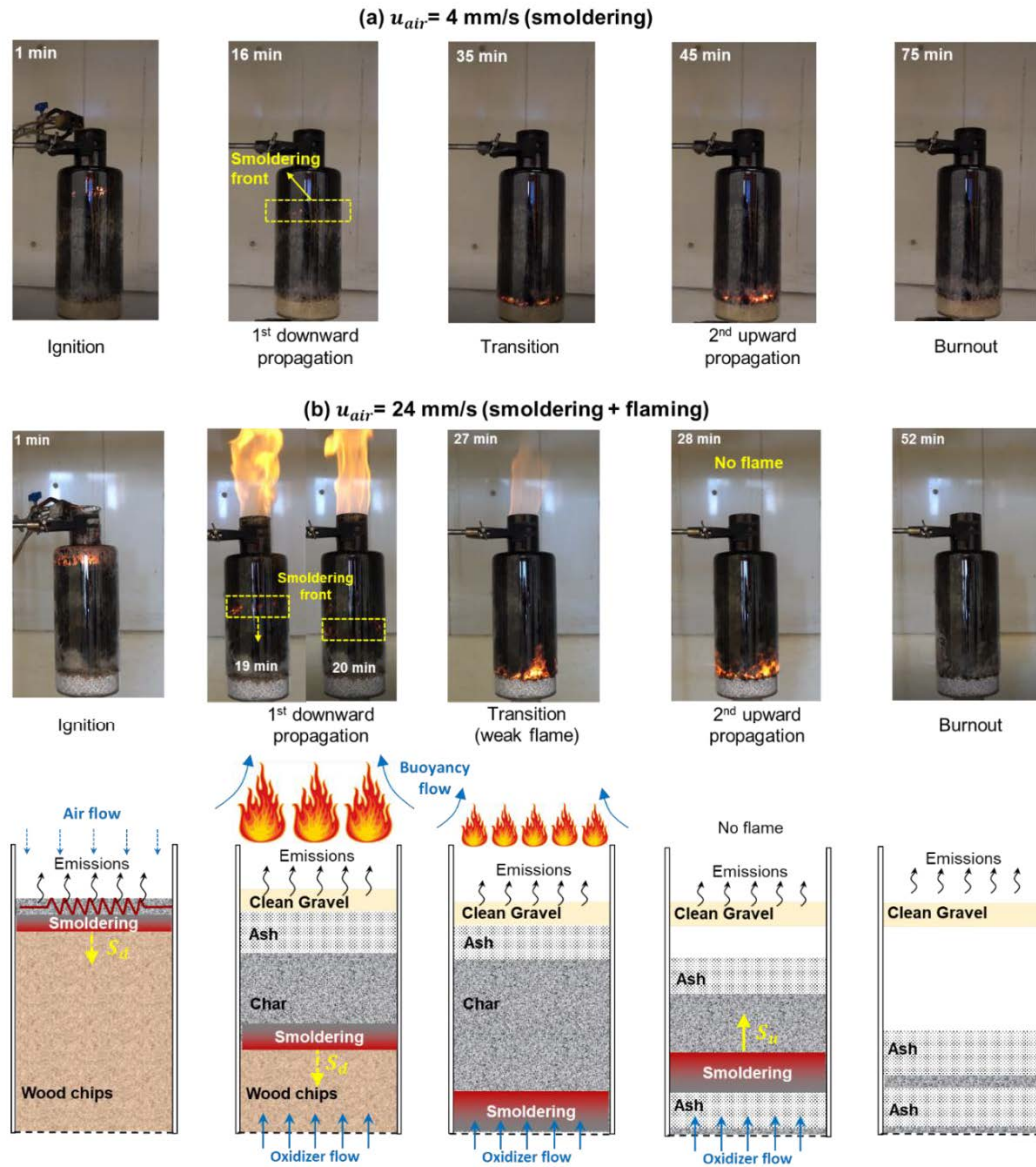 (a) u_air= 4 mm/s (smoldering)
1 min
16 min
35 min
45 min
75 min
Smoldering
front
Ignition
1st downward
propagation
Transition
2nd upward
propagation
Burnout
(b) u_air= 24 mm/s (smoldering + flaming)
1 min
27 min
28 min
52 min
No flame
Smoldering
front
19 min
20 min
Ignition
1st downward
propagation
Transition
(weak flame)
2nd upward
propagation
Burnout
Air flow
Emissions
Smoldering
S_d
Wood chips
Buoyancy
flow
Emissions
Clean Gravel
Ash
Char
Smoldering
S_d
Wood chips
Oxidizer flow
Emissions
Clean Gravel
Ash
Char
Smoldering
Oxidizer flow
No flame
Emissions
Clean Gravel
Ash
S_u
Smoldering
Ash
Oxidizer flow
Emissions
Clean Gravel
Ash
Ash